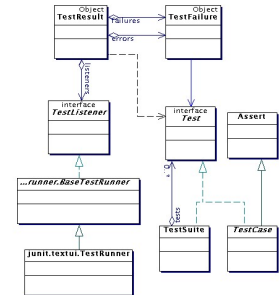 Object
TestResult
Object
TestFailure
failures
errors
listeners
interface
TestListener
interface
Test
Assert
...runner.BaseTestRunner
0..*
tests
junit.textui.TestRunner
TestSuite
TestCase